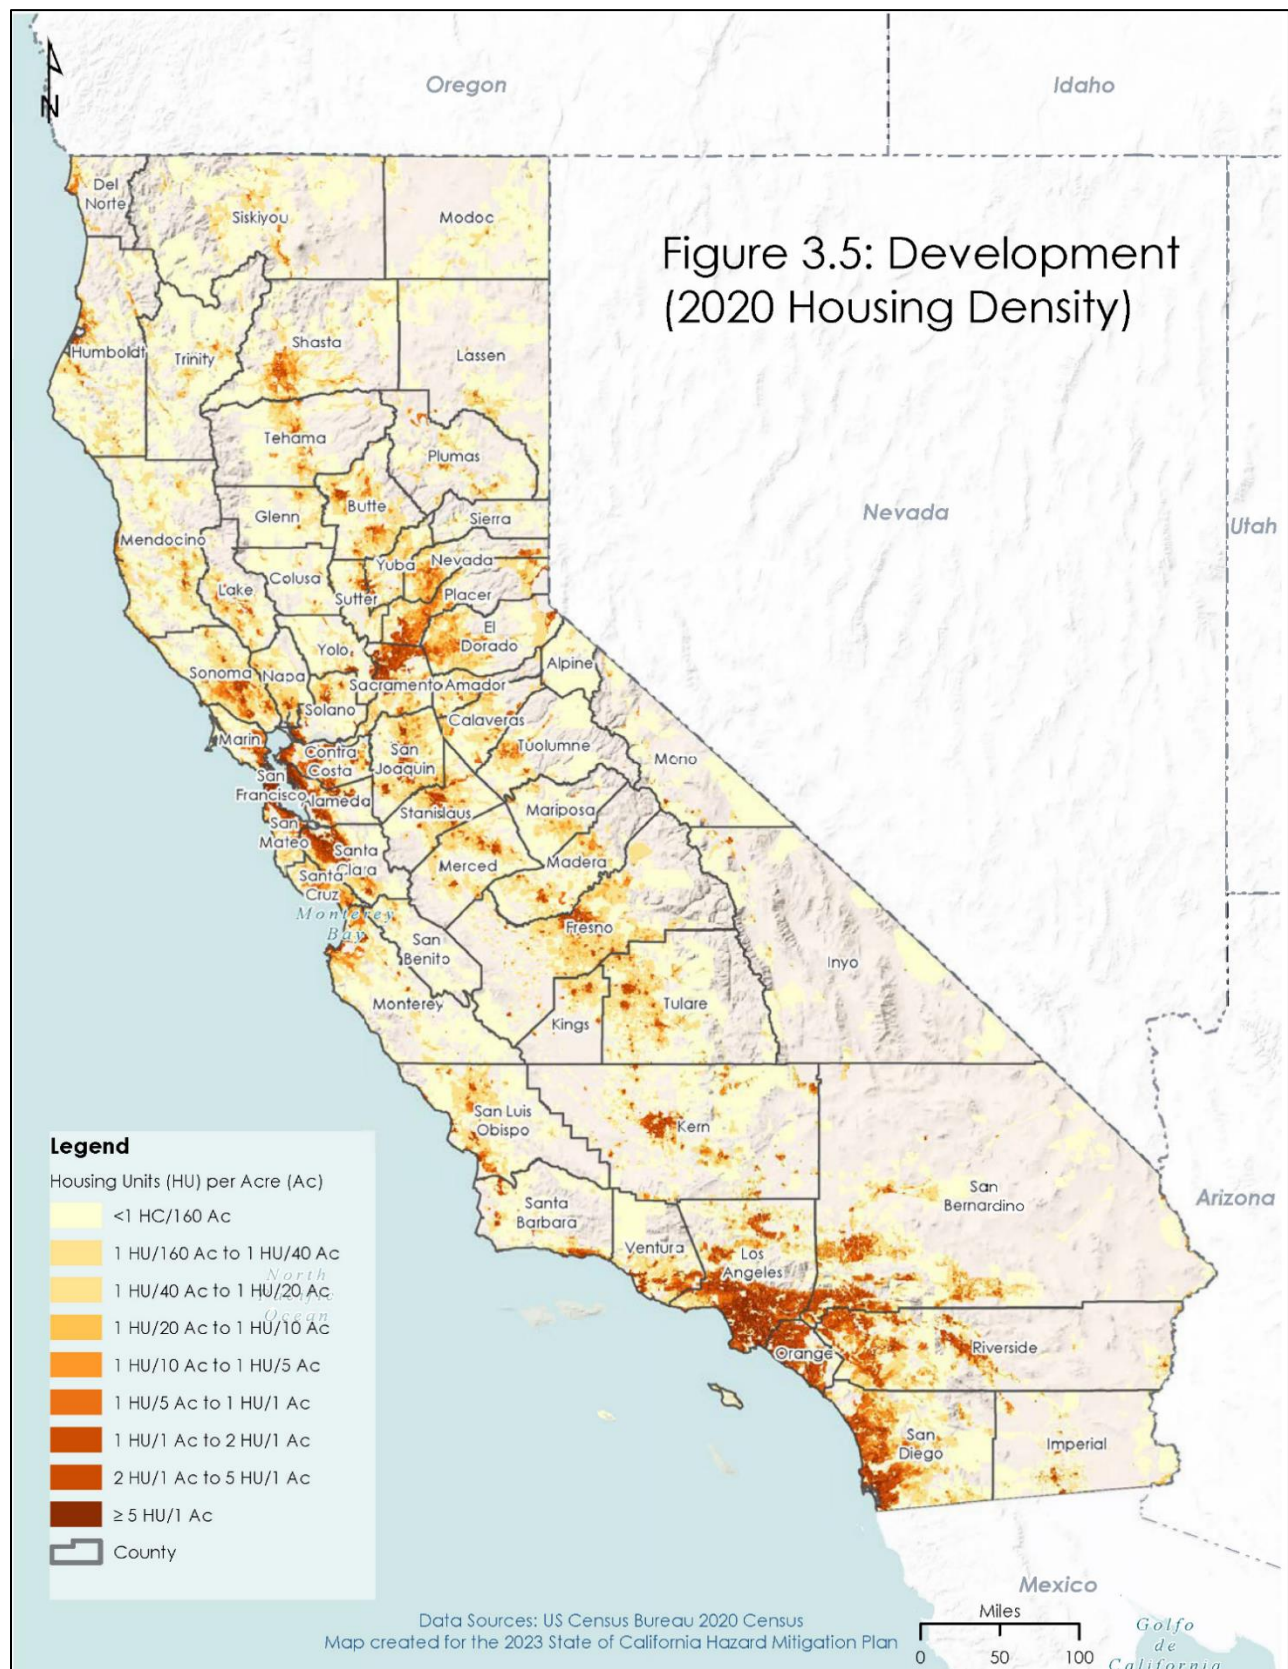 N
Oregon
Idaho
Figure 3.5: Development
(2020 Housing Density)
Del
Norte
Siskiyou
Modoc
Humboldt
Trinity
Shasta
Lassen
Tehama
Plumas
Nevada
Utah
Glenn
Butte
Sierra
Mendocino
Colusa
Yuba
Nevada
Lake
Sutter
Placer
El
Dorado
Yolo
Alpine
Sonoma
Napa
Sacramento
Amador
Solano
Calaveras
Marin
Contra
Costa
San
Joaquin
Tuolumne
Mono
San
Francisco
Alameda
Stanislaus
Mariposa
San
Mateo
Santa
Clara
Merced
Madera
Santa
Cruz
Monterey
Bay
Fresno
San
Benito
Inyo
Monterey
Kings
Tulare
San Luis
Obispo
Kern
San
Bernardino
Arizona
Santa
Barbara
Ventura
Los
Angeles
Orange
Riverside
San
Diego
Imperial
Legend
Housing Units (HU) per Acre (Ac)
<1 HC/160 Ac
1 HU/160 Ac to 1 HU/40 Ac
1 HU/40 Ac to 1 HU/20 Ac
1 HU/20 Ac to 1 HU/10 Ac
1 HU/10 Ac to 1 HU/5 Ac
1 HU/5 Ac to 1 HU/1 Ac
1 HU/1 Ac to 2 HU/1 Ac
2 HU/1 Ac to 5 HU/1 Ac
≥ 5 HU/1 Ac
County
North
Pacific
Ocean
Mexico
Data Sources: US Census Bureau 2020 Census
Map created for the 2023 State of California Hazard Mitigation Plan
Miles
0 50 100
Golfo
de
California